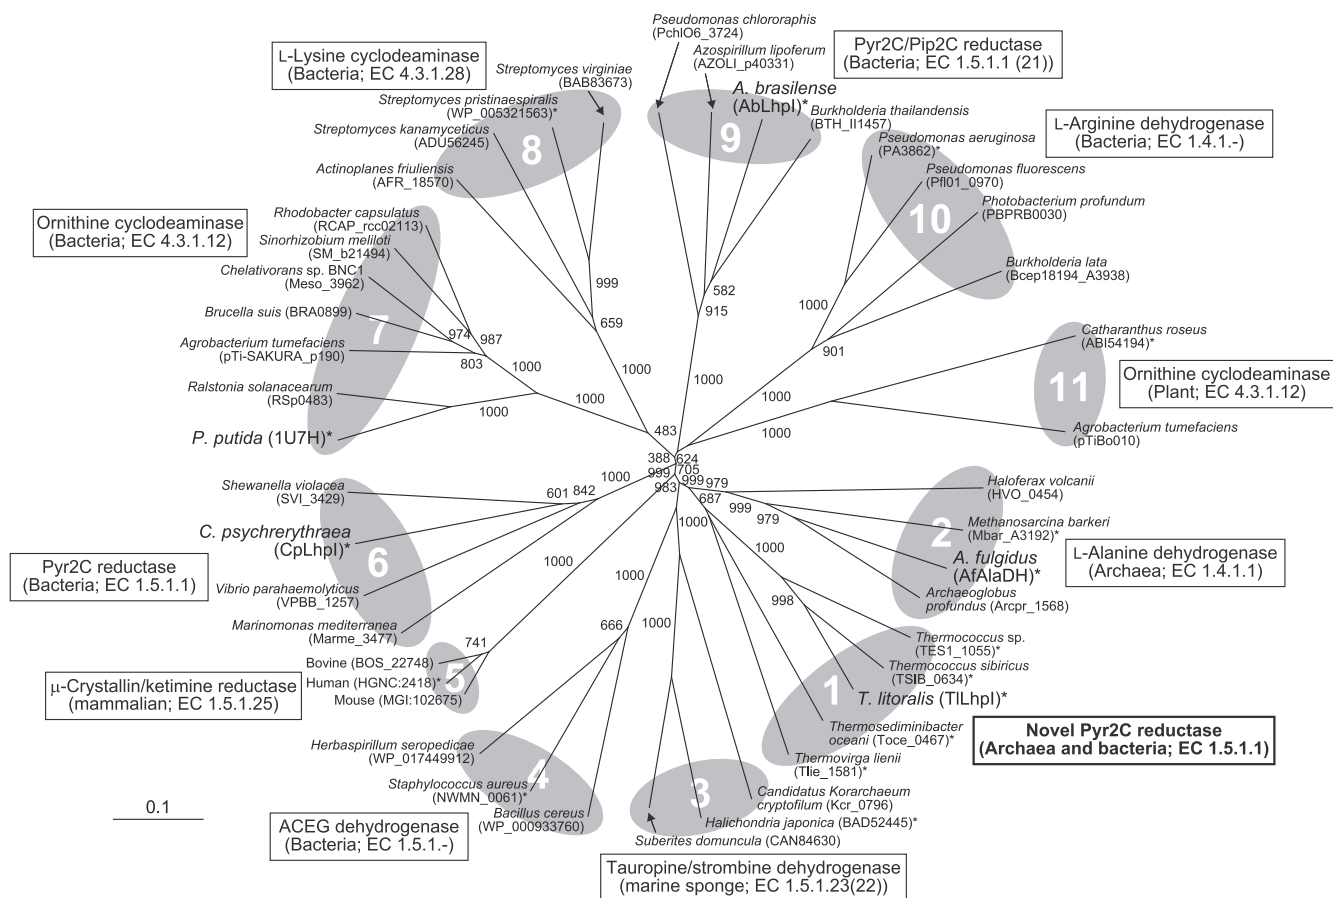 Pseudomonas chlororaphis
(PchlO6_3724)
Azospirillum lipoferum
(AZOLI_p40331)
A. brasilense
(AbLhpI)*
Burkholderia thailandensis
(BTH_II1457)
Pyr2C/Pip2C reductase
(Bacteria; EC 1.5.1.1 (21))
9
L-Lysine cyclodeaminase
(Bacteria; EC 4.3.1.28)
Streptomyces virginiae
(BAB83673)
Streptomyces pristinaespiralis
(WP_005321563)*
Streptomyces kanamyceticus
(ADU56245)
Actinoplanes friuliensis
(AFR_18570)
8
L-Arginine dehydrogenase
(Bacteria; EC 1.4.1.-)
Pseudomonas aeruginosa
(PA3862)*
Pseudomonas fluorescens
(Pfl01_0970)
Photobacterium profundum
(PBPRB0030)
Burkholderia lata
(Bcep18194_A3938)
10
Ornithine cyclodeaminase
(Bacteria; EC 4.3.1.12)
Rhodobacter capsulatus
(RCAP_rcc02113)
Sinorhizobium meliloti
(SM_b21494)
Chelativorans sp. BNC1
(Meso_3962)
Brucella suis (BRA0899)
Agrobacterium tumefaciens
(pTi-SAKURA_p190)
Ralstonia solanacearum
(RSp0483)
P. putida (1U7H)*
7
Catharanthus roseus
(ABI54194)*
11
Ornithine cyclodeaminase
(Plant; EC 4.3.1.12)
Agrobacterium tumefaciens
(pTiBo010)
999
659
582
915
1000
901
974
987
803
1000
1000
1000
1000
1000
1000
1000
483
388
624
999
705
983
999
979
687
999
979
1000
601
842
1000
1000
1000
998
1000
1000
666
741
Shewanella violacea
(SVI_3429)
C. psychrerythraea
(CpLhpI)*
Vibrio parahaemolyticus
(VPBB_1257)
Marinomonas mediterranea
(Marme_3477)
6
Pyr2C reductase
(Bacteria; EC 1.5.1.1)
Haloferax volcanii
(HVO_0454)
Methanosarcina barkeri
(Mbar_A3192)*
A. fulgidus
(AfAlaDH)*
Archaeoglobus
profundus (Arcpr_1568)
2
L-Alanine dehydrogenase
(Archaea; EC 1.4.1.1)
Bovine (BOS_22748)
Human (HGNC:2418)*
Mouse (MGI:102675)
5
μ-Crystallin/ketimine reductase
(mammalian; EC 1.5.1.25)
Thermococcus sp.
(TES1_1055)*
Thermococcus sibiricus
(TSIB_0634)*
T. litoralis (TlLhpI)*
Thermosediminibacter
oceani (Toce_0467)*
Thermovirga lienii
(Tlie_1581)*
1
Novel Pyr2C reductase
(Archaea and bacteria; EC 1.5.1.1)
Herbaspirillum seropedicae
(WP_017449912)
Staphylococcus aureus
(NWMN_0061)*
Bacillus cereus
(WP_000933760)
4
ACEG dehydrogenase
(Bacteria; EC 1.5.1.-)
Candidatus Korarchaeum
cryptofilum (Kcr_0796)
Halichondria japonica (BAD52445)*
Suberites domuncula (CAN84630)
3
Tauropine/strombine dehydrogenase
(marine sponge; EC 1.5.1.23(22))
0.1